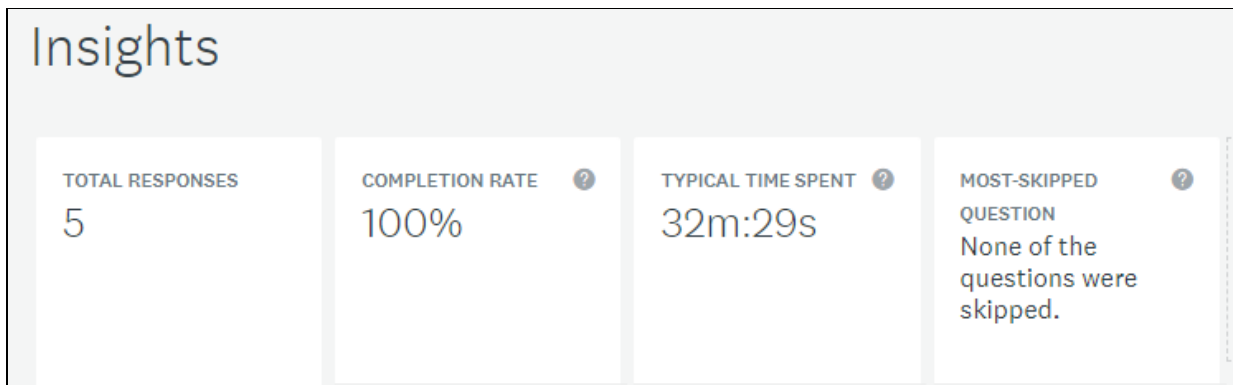 Insights
TOTAL RESPONSES
5
COMPLETION RATE ?
100%
TYPICAL TIME SPENT ?
32m:29s
MOST-SKIPPED ?
QUESTION
None of the
questions were
skipped.